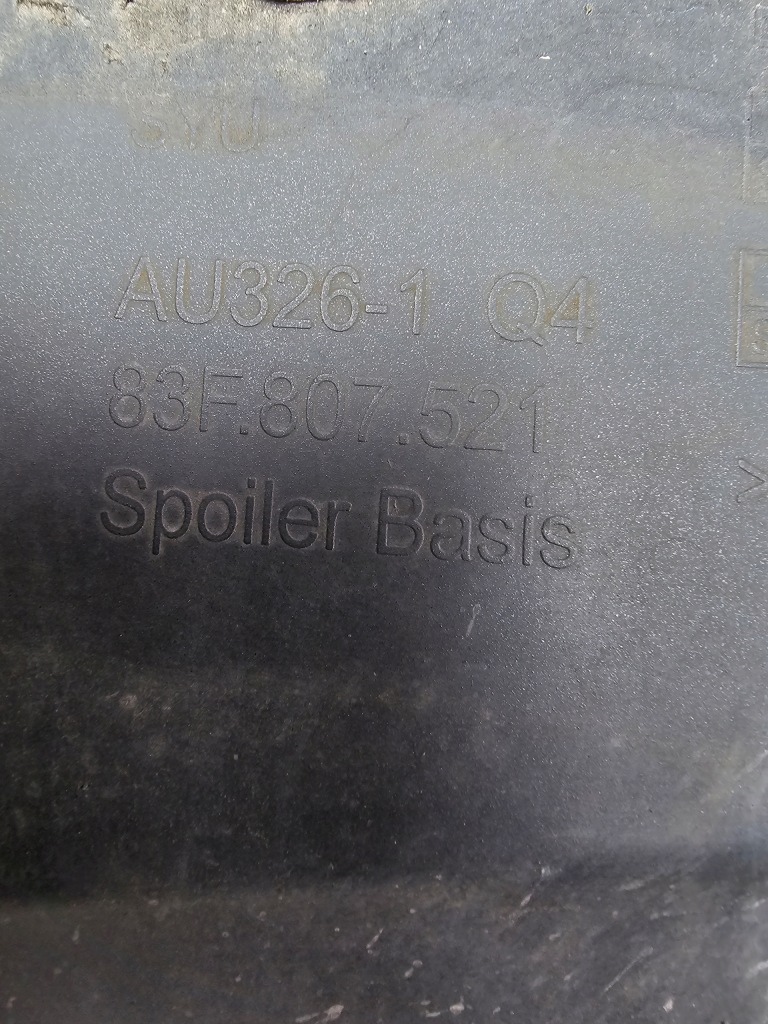 AU326-1 Q4
83F.807.521
Spoiler Basis